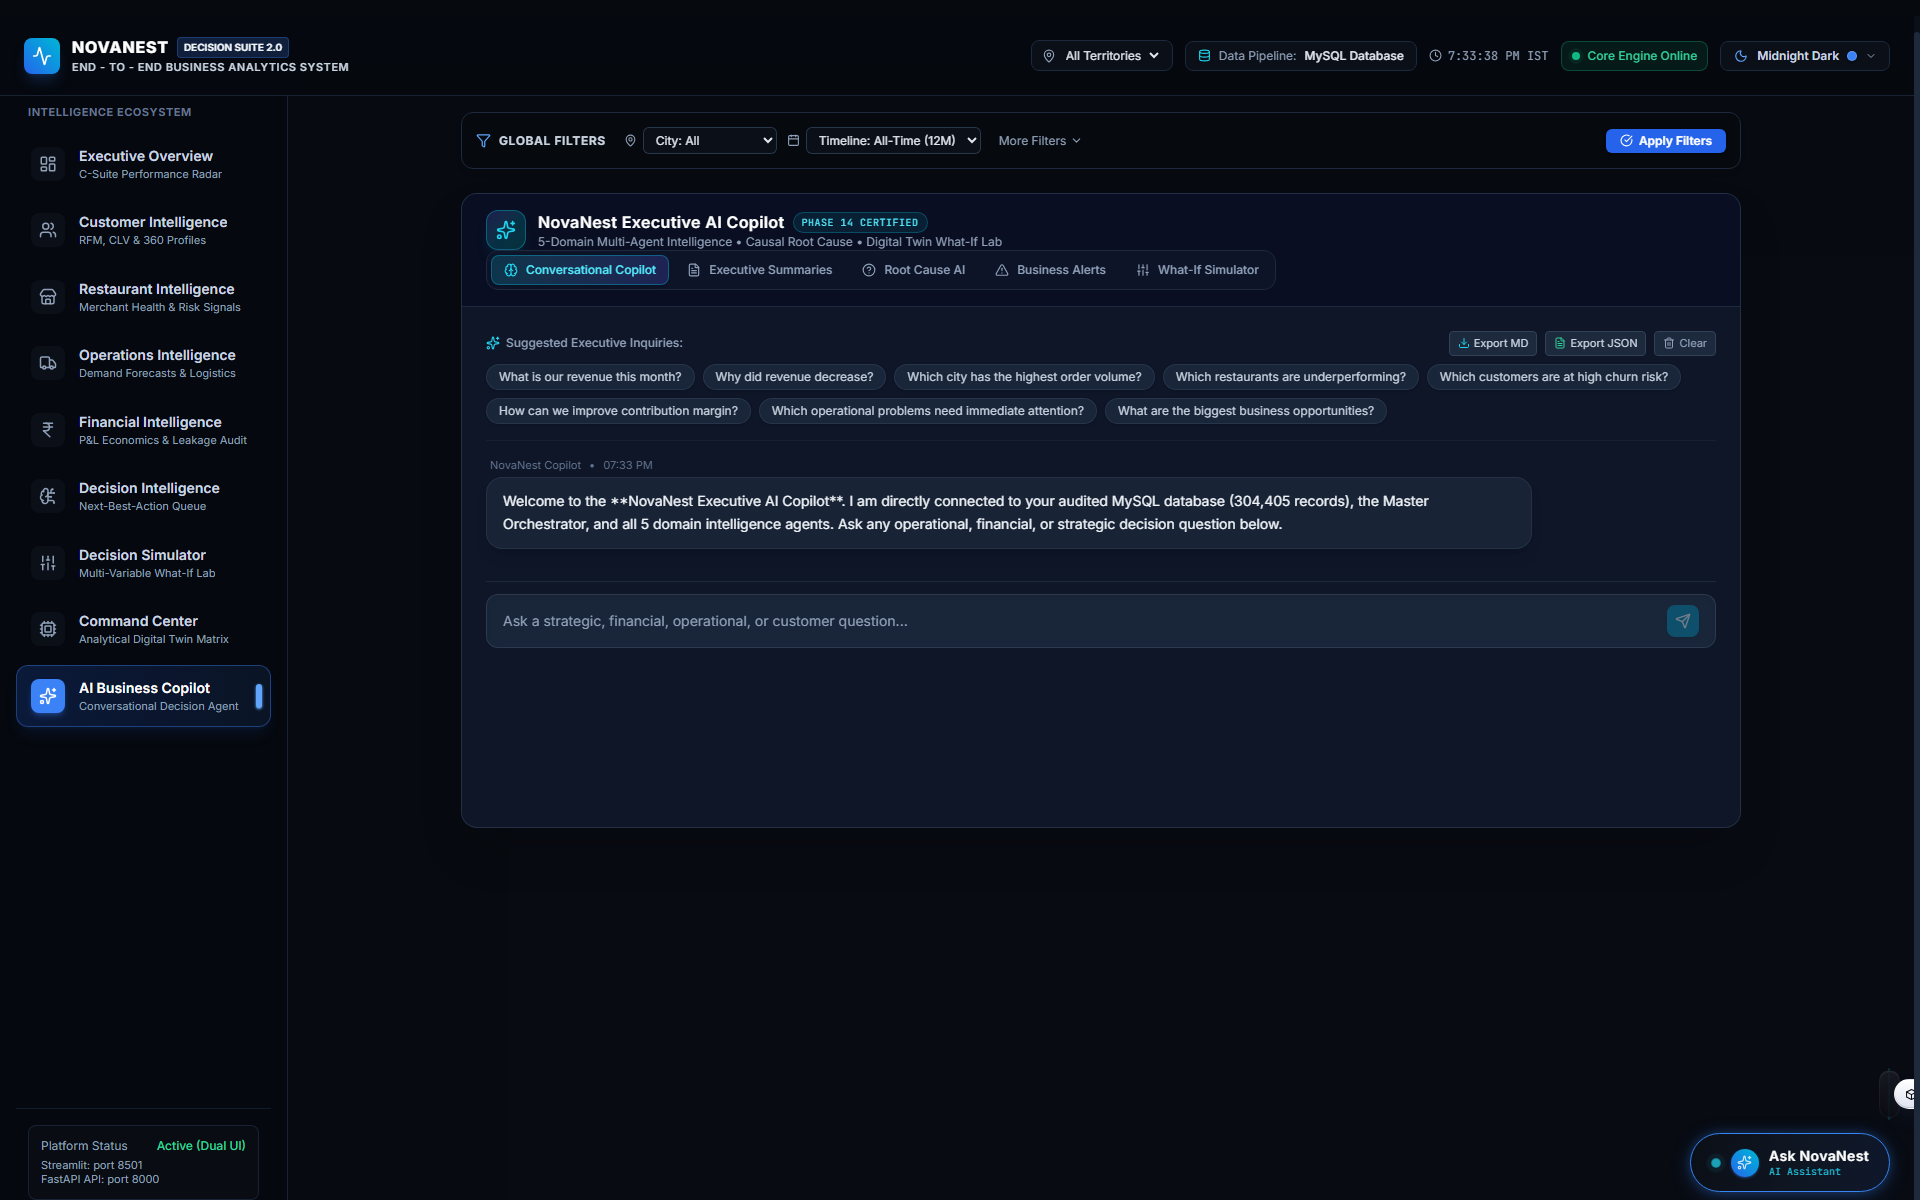 NOVANEST DECISION SUITE 2.0
END - TO - END BUSINESS ANALYTICS SYSTEM
All Territories
Data Pipeline: MySQL Database
7:33:38 PM IST
Core Engine Online
Midnight Dark
INTELLIGENCE ECOSYSTEM
Executive Overview
C-Suite Performance Radar
Customer Intelligence
RFM, CLV & 360 Profiles
Restaurant Intelligence
Merchant Health & Risk Signals
Operations Intelligence
Demand Forecasts & Logistics
Financial Intelligence
P&L Economics & Leakage Audit
Decision Intelligence
Next-Best-Action Queue
Decision Simulator
Multi-Variable What-If Lab
Command Center
Analytical Digital Twin Matrix
AI Business Copilot
Conversational Decision Agent
Platform Status Active (Dual UI)
Streamlit: port 8501
FastAPI API: port 8000
GLOBAL FILTERS City: All Timeline: All-Time (12M) More Filters Apply Filters
NovaNest Executive AI Copilot PHASE 14 CERTIFIED
5-Domain Multi-Agent Intelligence • Causal Root Cause • Digital Twin What-If Lab
Conversational Copilot Executive Summaries Root Cause AI Business Alerts What-If Simulator
Suggested Executive Inquiries: Export MD Export JSON Clear
What is our revenue this month? Why did revenue decrease? Which city has the highest order volume? Which restaurants are underperforming? Which customers are at high churn risk?
How can we improve contribution margin? Which operational problems need immediate attention? What are the biggest business opportunities?
NovaNest Copilot • 07:33 PM
Welcome to the **NovaNest Executive AI Copilot**. I am directly connected to your audited MySQL database (304,405 records), the Master
Orchestrator, and all 5 domain intelligence agents. Ask any operational, financial, or strategic decision question below.
Ask a strategic, financial, operational, or customer question...
Ask NovaNest
AI Assistant